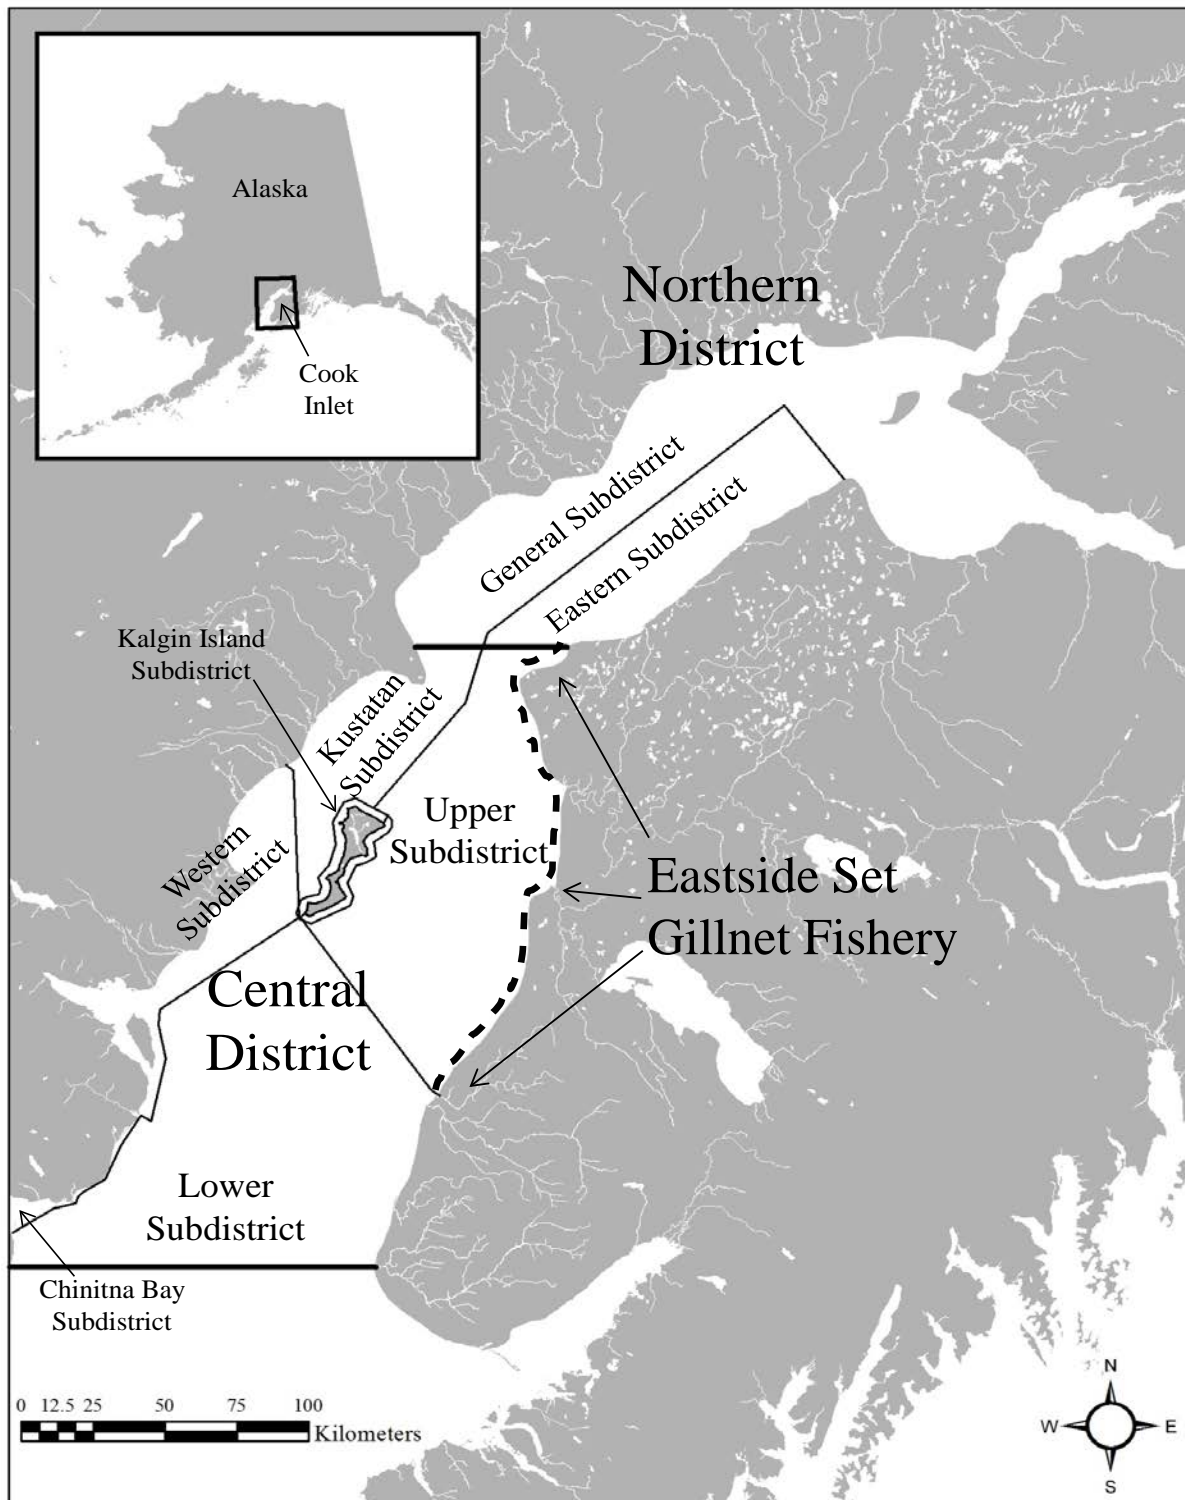 Alaska
Cook
Inlet
Northern
District
General Subdistrict
Eastern Subdistrict
Kalgin Island
Subdistrict
Kustatan
Subdistrict
Upper
Subdistrict
Western
Subdistrict
Eastside Set
Gillnet Fishery
Central
District
Lower
Subdistrict
Chinitna Bay
Subdistrict
0 12.5 25 50 75 100
Kilometers
N
W E
S